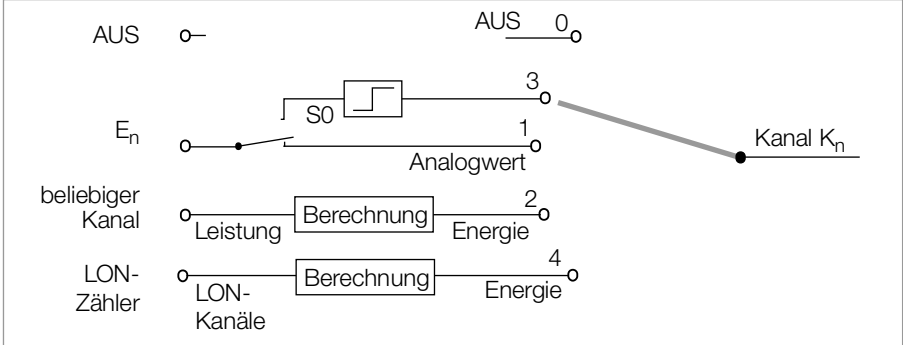 AUS
AUS 0
3
S0
E_n
1
Analogwert
Kanal K_n
beliebiger
Kanal
Leistung
Berechnung
2
Energie
LON-
Zähler
LON-
Kanäle
Berechnung
4
Energie